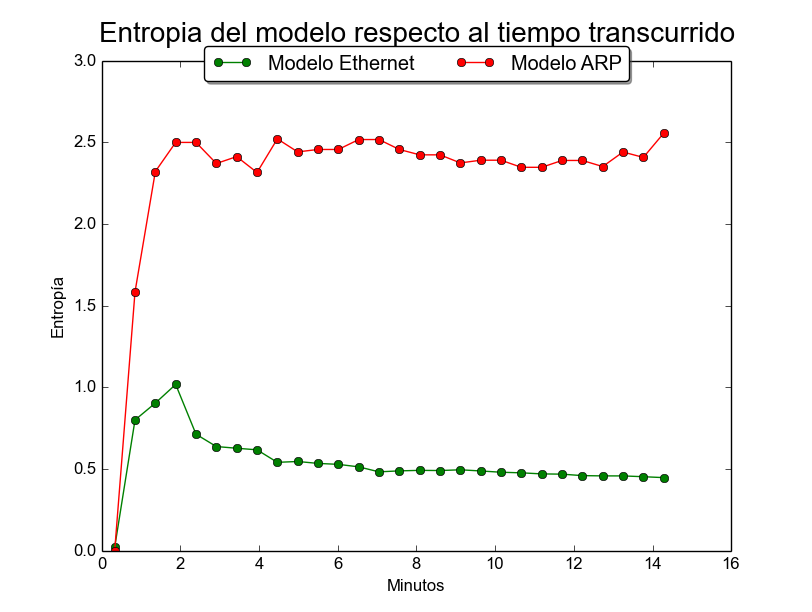 Entropia del modelo respecto al tiempo transcurrido
Modelo Ethernet Modelo ARP
3.0
2.5
2.0
1.5
1.0
0.5
0.0
Entropía
0 2 4 6 8 10 12 14 16
Minutos